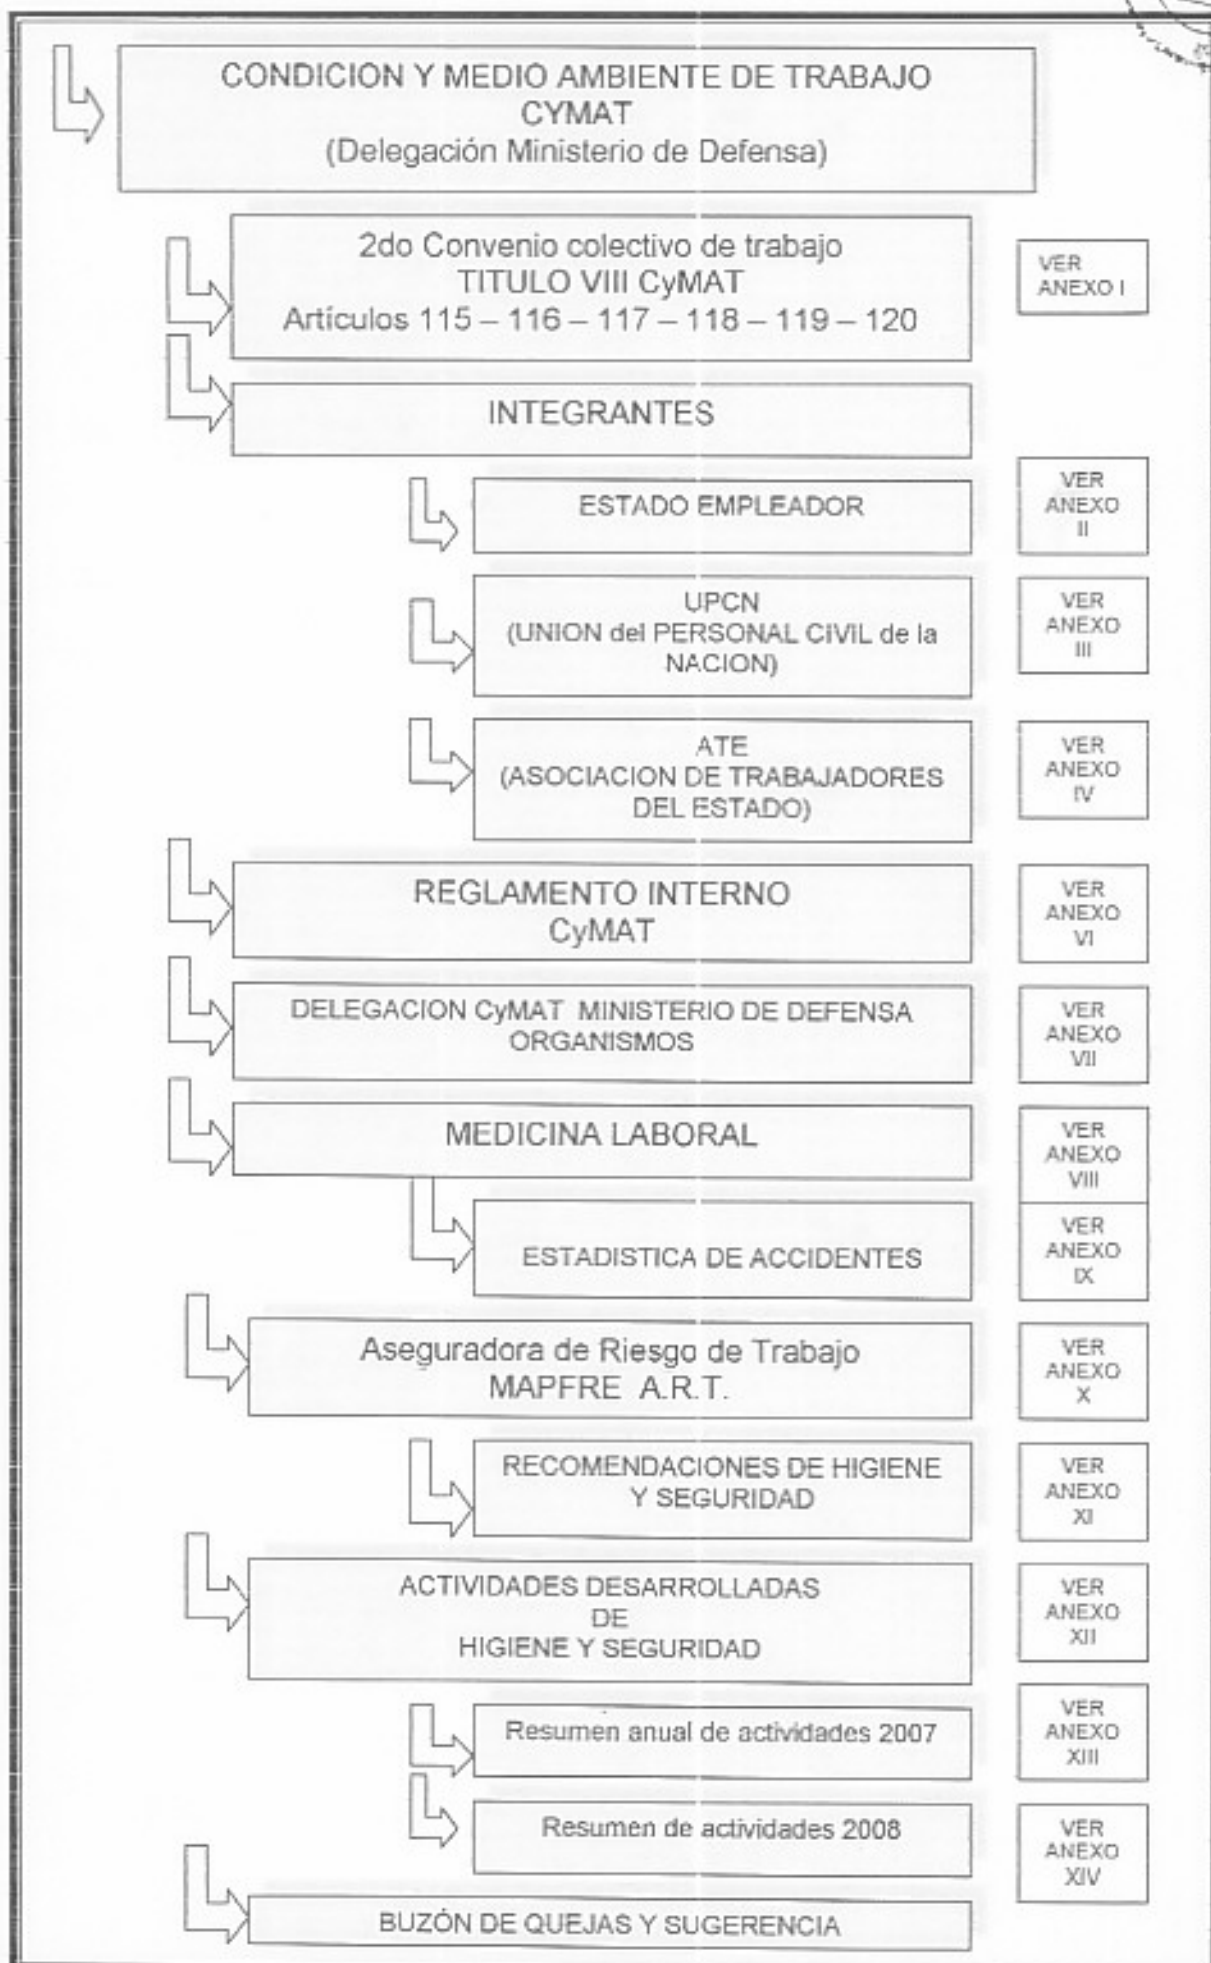 CONDICION Y MEDIO AMBIENTE DE TRABAJO
CYMAT
(Delegación Ministerio de Defensa)
2do Convenio colectivo de trabajo
TITULO VIII CyMAT
Artículos 115 – 116 – 117 – 118 – 119 – 120
VER
ANEXO I
INTEGRANTES
ESTADO EMPLEADOR
VER
ANEXO
II
UPCN
(UNION del PERSONAL CIVIL de la
NACION)
VER
ANEXO
III
ATE
(ASOCIACION DE TRABAJADORES
DEL ESTADO)
VER
ANEXO
IV
REGLAMENTO INTERNO
CyMAT
VER
ANEXO
VI
DELEGACION CyMAT MINISTERIO DE DEFENSA
ORGANISMOS
VER
ANEXO
VII
MEDICINA LABORAL
VER
ANEXO
VIII
ESTADISTICA DE ACCIDENTES
VER
ANEXO
IX
Aseguradora de Riesgo de Trabajo
MAPFRE A.R.T.
VER
ANEXO
X
RECOMENDACIONES DE HIGIENE
Y SEGURIDAD
VER
ANEXO
XI
ACTIVIDADES DESARROLLADAS
DE
HIGIENE Y SEGURIDAD
VER
ANEXO
XII
Resumen anual de actividades 2007
VER
ANEXO
XIII
Resumen de actividades 2008
VER
ANEXO
XIV
BUZÓN DE QUEJAS Y SUGERENCIA